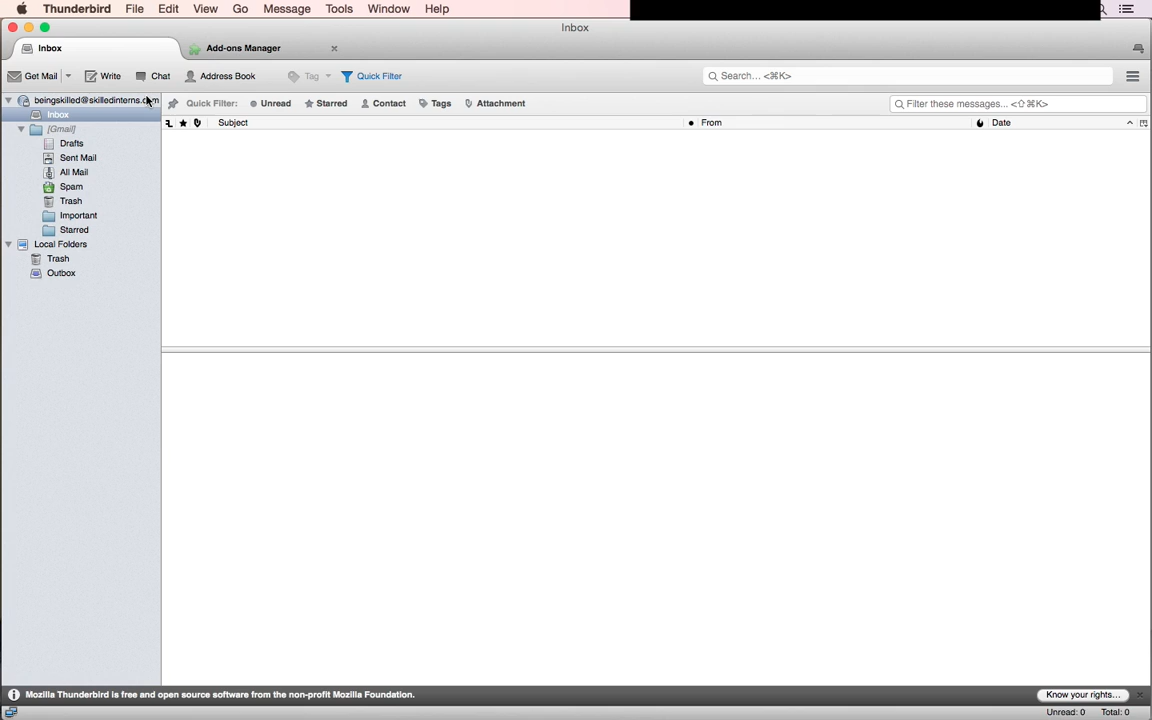 Thunderbird File Edit View Go Message Tools Window Help
Inbox
Inbox Add-ons Manager
Get Mail Write Chat Address Book Tag Quick Filter Search... <⌘K>
beingskilled@skilledinterns.com
Quick Filter: Unread Starred Contact Tags Attachment Filter these messages... <⇧⌘K>
Inbox
Subject From Date
[Gmail]
Drafts
Sent Mail
All Mail
Spam
Trash
Important
Starred
Local Folders
Trash
Outbox
Mozilla Thunderbird is free and open source software from the non-profit Mozilla Foundation. Know your rights...
Unread: 0 Total: 0